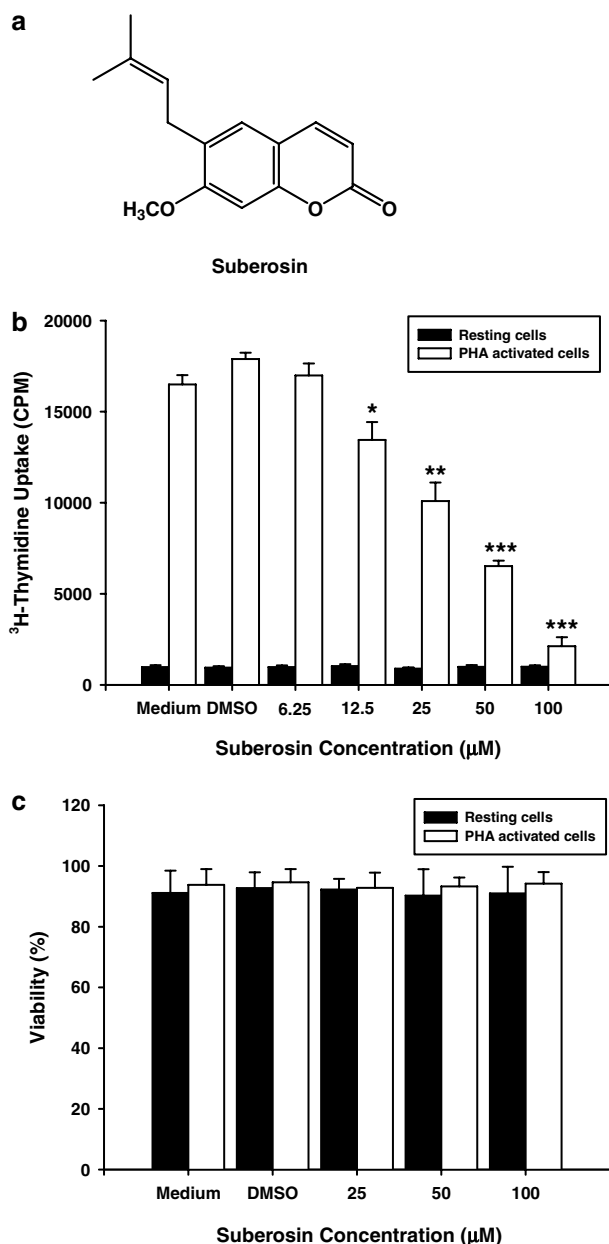 a
H₃CO
O
O
Suberosin
b
³H-Thymidine Uptake (CPM)
20000
15000
10000
5000
0
Resting cells
PHA activated cells
*
**
***
***
Medium DMSO 6.25 12.5 25 50 100
Suberosin Concentration (µM)
c
Viability (%)
120
100
80
60
40
20
0
Resting cells
PHA activated cells
Medium DMSO 25 50 100
Suberosin Concentration (µM)